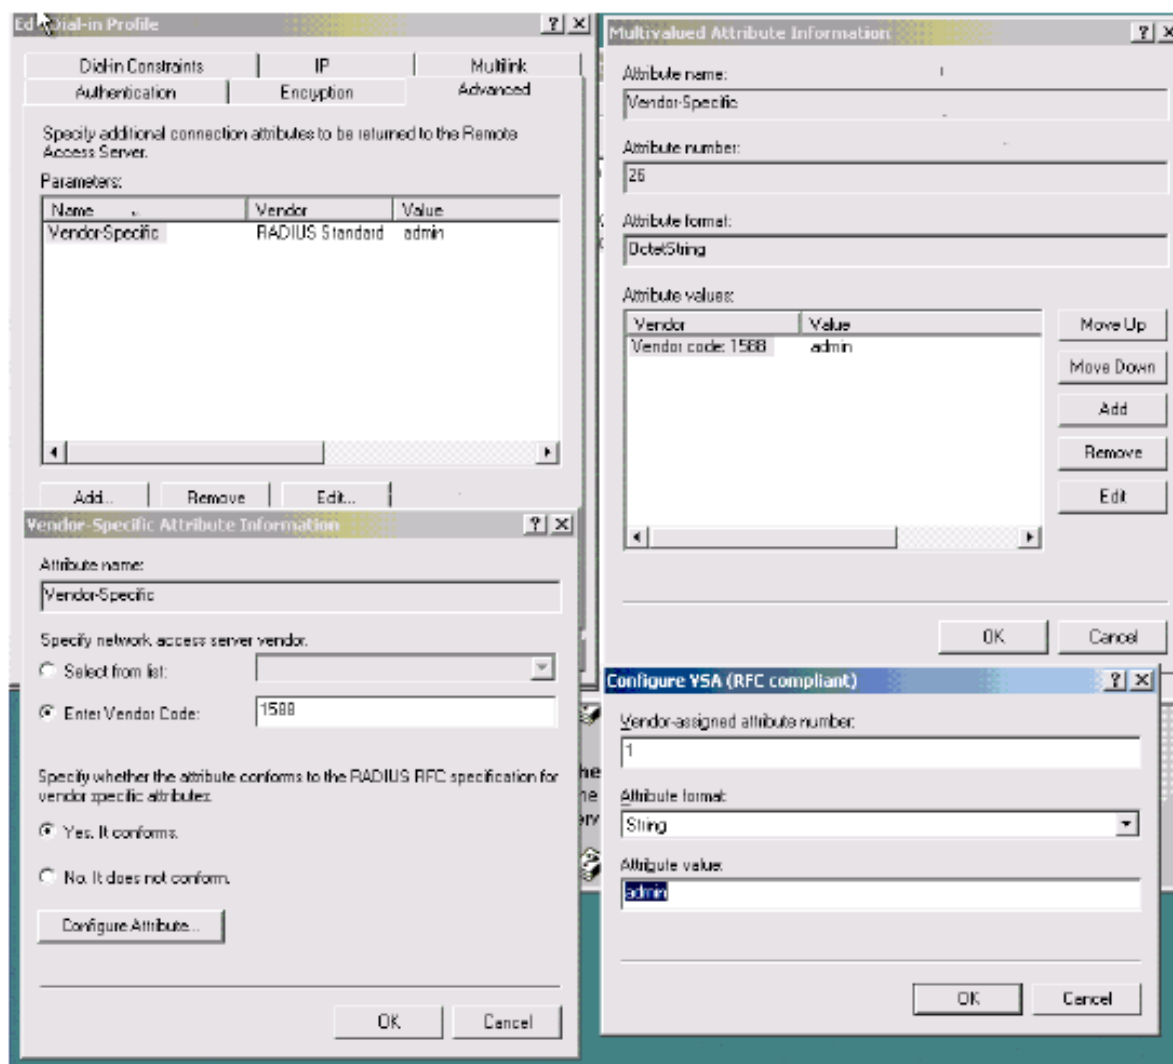 Edit Dial-in Profile
Dial-in Constraints
IP
Multilink
Authentication
Encryption
Advanced
Specify additional connection attributes to be returned to the Remote
Access Server.
Parameters:
Name Vendor Value
Vendor-Specific RADIUS Standard admin
Add... Remove Edit...
Multivalued Attribute Information
Attribute name:
Vendor-Specific
Attribute number:
26
Attribute format:
OctetString
Attribute values:
Vendor Value
Vendor code: 1588 admin
Move Up
Move Down
Add
Remove
Edit
OK Cancel
Vendor-Specific Attribute Information
Attribute name:
Vendor-Specific
Specify network access server vendor.
Select from list:
Enter Vendor Code: 1588
Specify whether the attribute conforms to the RADIUS RFC specification for
vendor specific attributes.
Yes. It conforms.
No. It does not conform.
Configure Attribute...
OK Cancel
Configure VSA (RFC compliant)
Vendor-assigned attribute number:
1
Attribute format:
String
Attribute value:
admin
OK Cancel